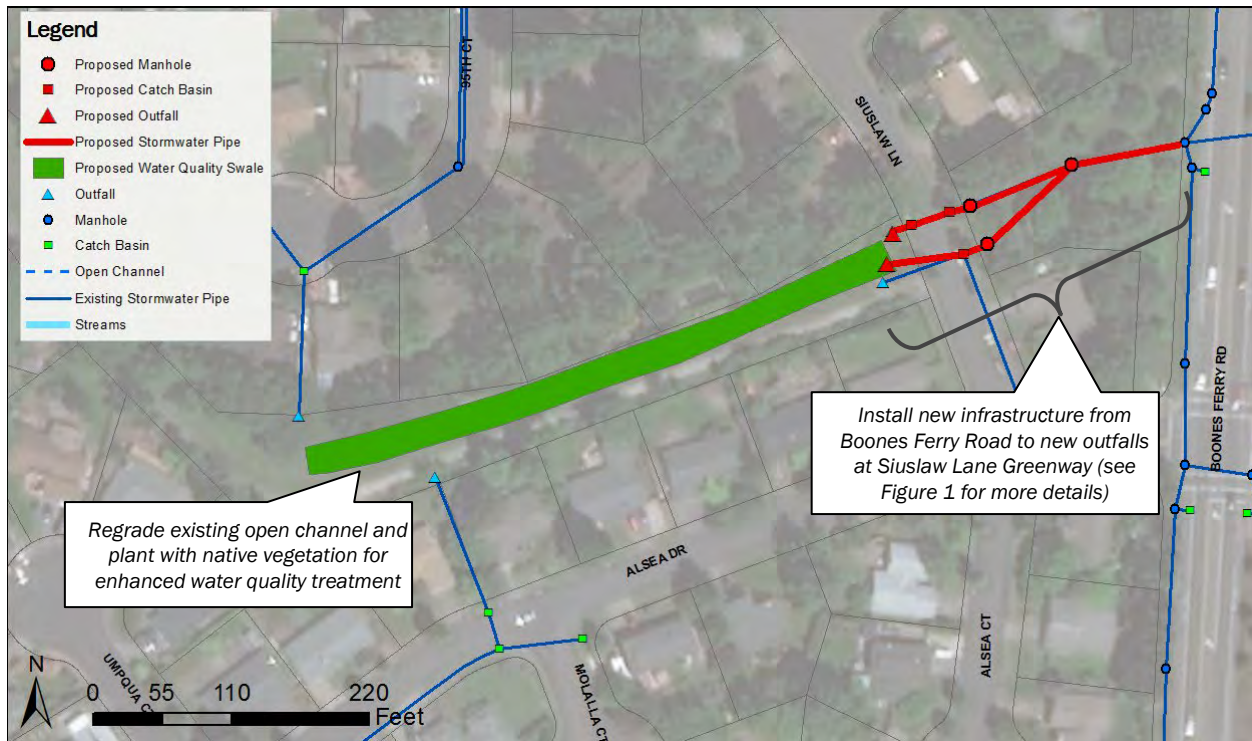 Legend
Proposed Manhole
Proposed Catch Basin
Proposed Outfall
Proposed Stormwater Pipe
Proposed Water Quality Swale
Outfall
Manhole
Catch Basin
Open Channel
Existing Stormwater Pipe
Streams
95TH CT
SIUSLAW LN
BOONES FERRY RD
Install new infrastructure from
Boones Ferry Road to new outfalls
at Siuslaw Lane Greenway (see
Figure 1 for more details)
Regrade existing open channel and
plant with native vegetation for
enhanced water quality treatment
ALSEA DR
ALSEA CT
MOLALLA CT
UMPQUA CT
N
0 55 110 220
Feet